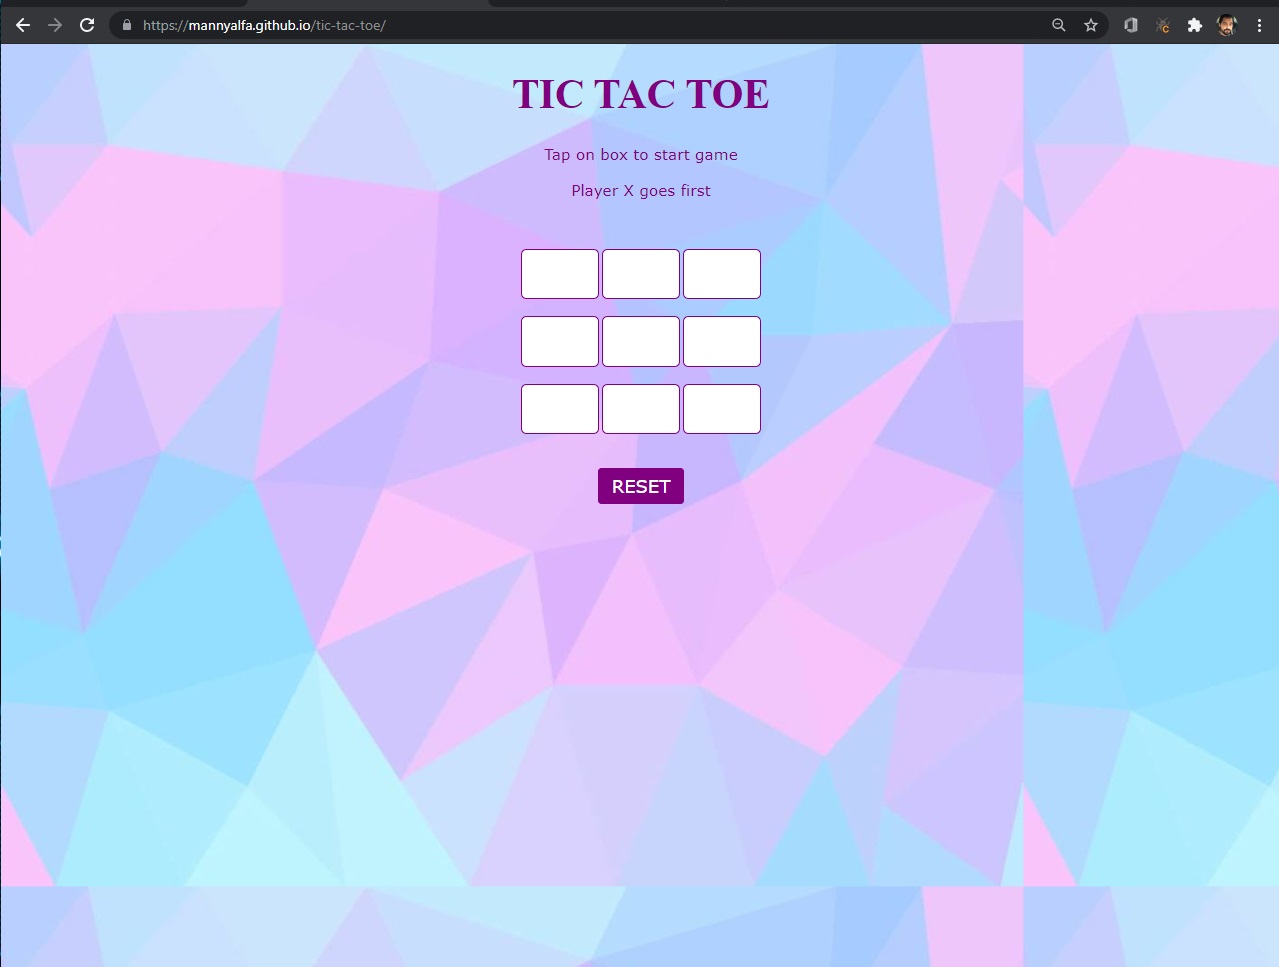 https://mannyalfa.github.io/tic-tac-toe/
TIC TAC TOE
Tap on box to start game
Player X goes first
RESET